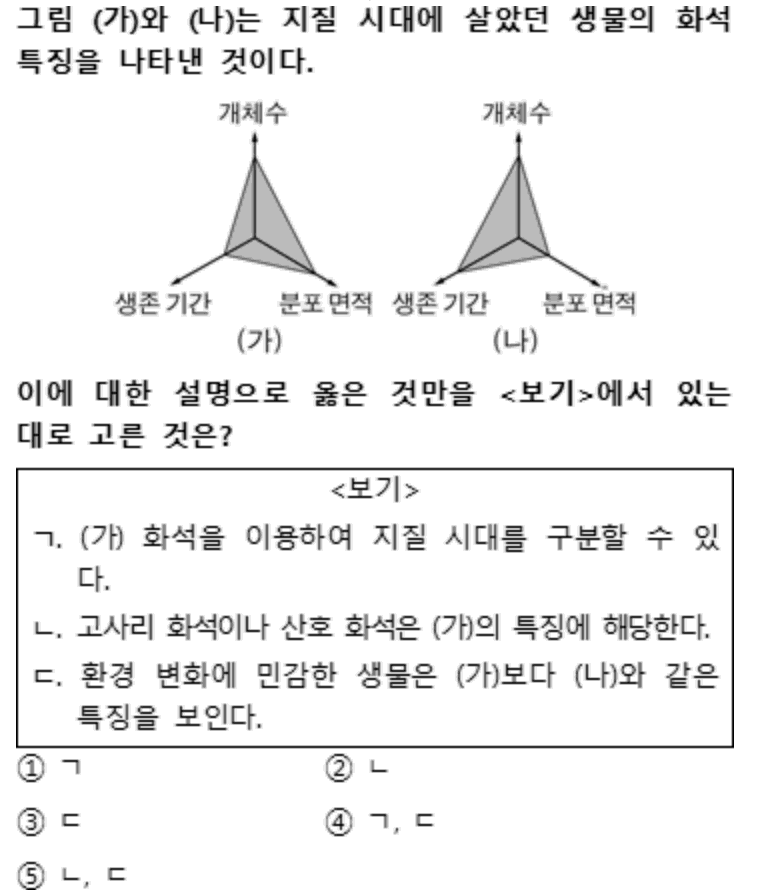 그림 (가)와 (나)는 지질 시대에 살았던 생물의 화석
특징을 나타낸 것이다.
개체수 개체수
생존 기간 분포 면적 생존 기간 분포 면적
(가) (나)
이에 대한 설명으로 옳은 것만을 <보기>에서 있는
대로 고른 것은?
<보기>
ㄱ. (가) 화석을 이용하여 지질 시대를 구분할 수 있
다.
ㄴ. 고사리 화석이나 산호 화석은 (가)의 특징에 해당한다.
ㄷ. 환경 변화에 민감한 생물은 (가)보다 (나)와 같은
특징을 보인다.
① ㄱ ② ㄴ
③ ㄷ ④ ㄱ, ㄷ
⑤ ㄴ, ㄷ